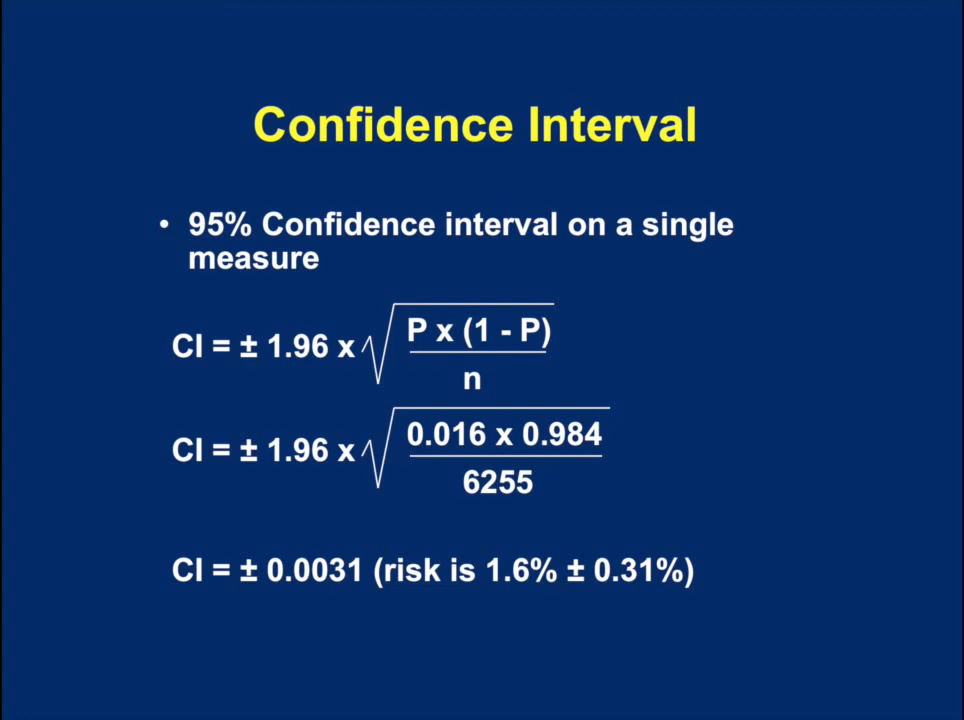 Confidence Interval
• 95% Confidence interval on a single
measure
CI = ± 1.96 x √ P x (1 - P)
n
CI = ± 1.96 x √ 0.016 x 0.984
6255
CI = ± 0.0031 (risk is 1.6% ± 0.31%)